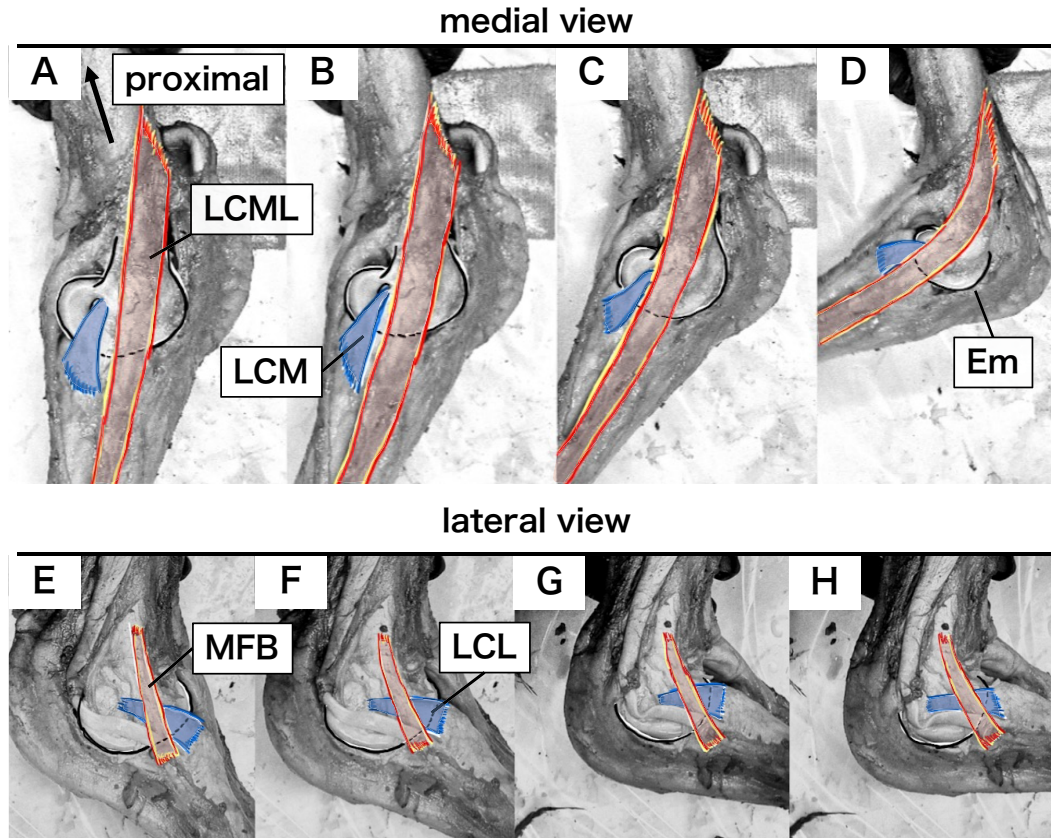 medial view
A
proximal
B
C
D
LCML
LCM
Em
lateral view
E
F
G
H
MFB
LCL